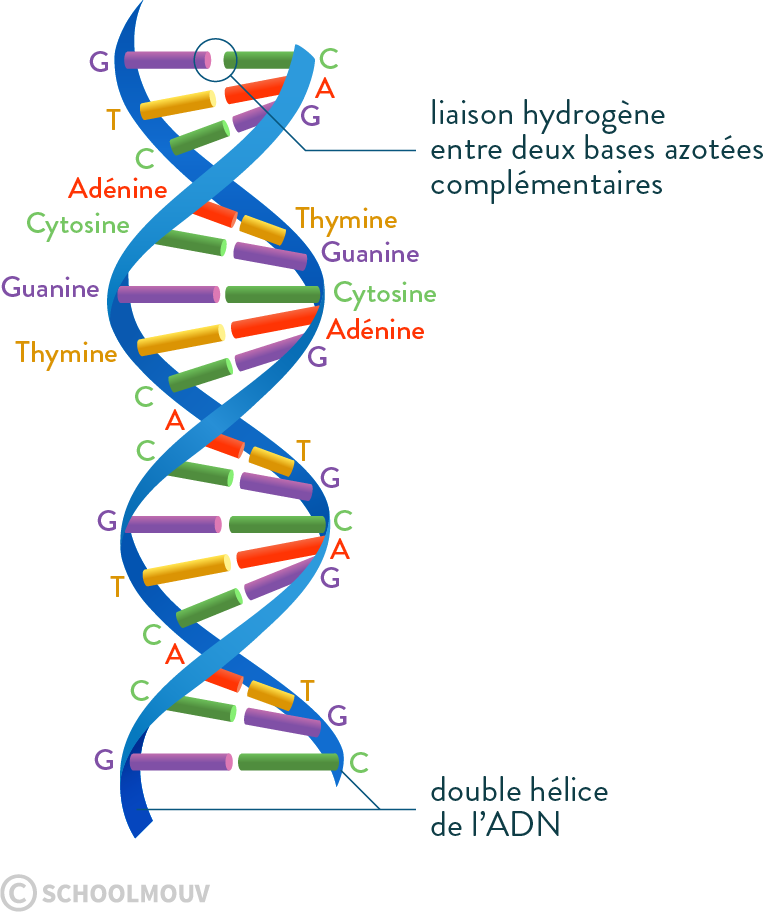 G C
A
T G
C
liaison hydrogène
entre deux bases azotées
complémentaires
Adénine
Thymine
Cytosine
Guanine
Guanine Cytosine
Adénine
Thymine
G
C
A
C T
G
G C
A
T G
C
A
C T
G
G C
double hélice
de l'ADN
© SCHOOLMOUV